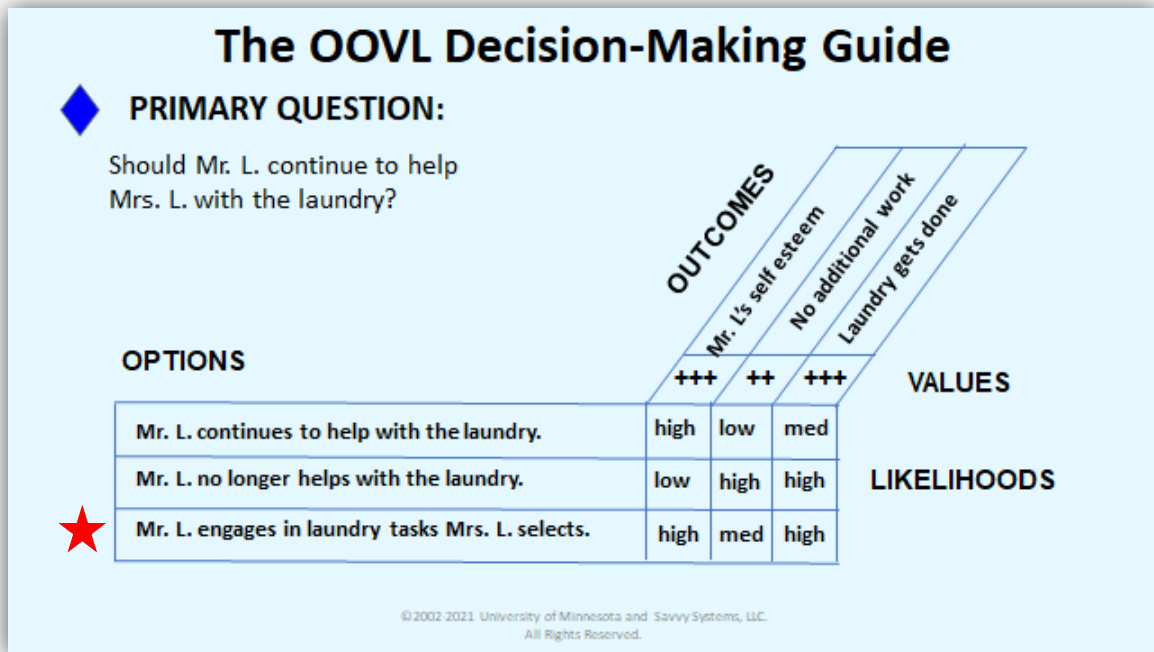 The OOVL Decision-Making Guide
PRIMARY QUESTION:
Should Mr. L. continue to help
Mrs. L. with the laundry?
OUTCOMES
Mr. L's self esteem
No additional work
Laundry gets done
OPTIONS
+++ ++ +++
VALUES
Mr. L. continues to help with the laundry. high low med
Mr. L. no longer helps with the laundry. low high high
LIKELIHOODS
Mr. L. engages in laundry tasks Mrs. L. selects. high med high
©2002-2021 University of Minnesota and Savvy Systems, LLC.
All Rights Reserved.